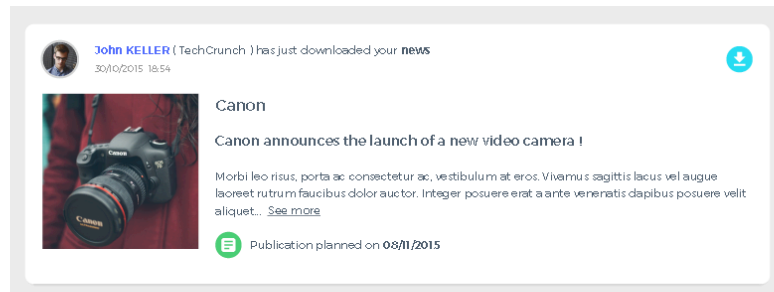 John KELLER ( TechCrunch ) has just downloaded your news
30/10/2015 18:54
Canon
Canon announces the launch of a new video camera !
Morbi leo risus, porta ac consectetur ac, vestibulum at eros. Vivamus sagittis lacus vel augue
laoreet rutrum faucibus dolor auctor. Integer posuere erat a ante venenatis dapibus posuere velit
aliquet... See more
Canon
Canon
Publication planned on 08/11/2015